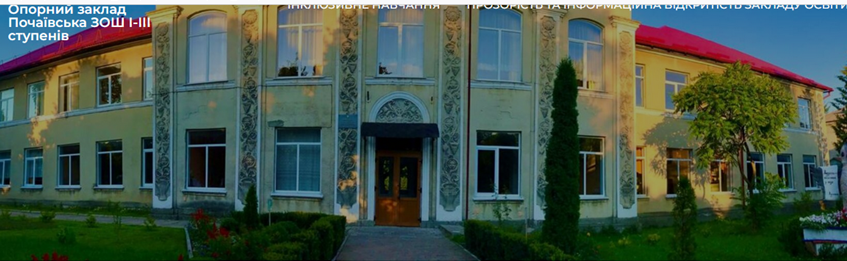 Опорний заклад
Почаївська ЗОШ І-ІІІ
ступенів
ІНКЛЮЗИВНЕ НАВЧАННЯ
ПРОЗОРІСТЬ ТА ІНФОРМАЦІЙНА ВІДКРИТІСТЬ ЗАКЛАДУ ОСВІТИ